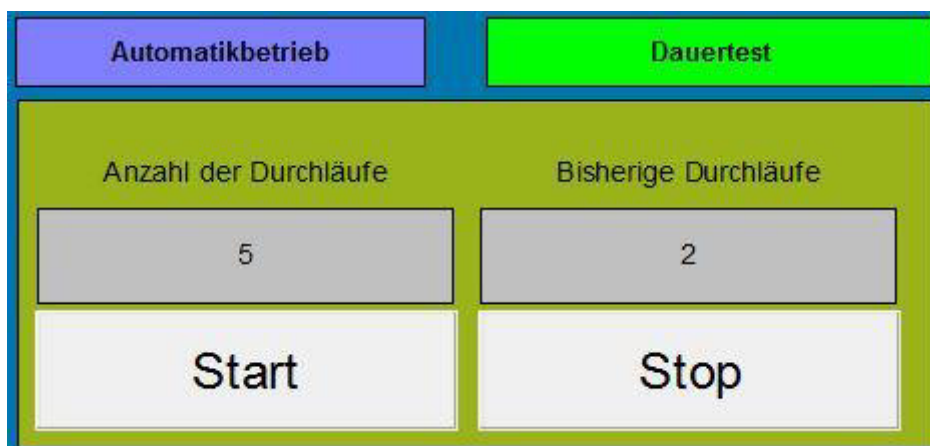 Automatikbetrieb
Dauertest
Anzahl der Durchläufe
Bisherige Durchläufe
5
2
Start
Stop